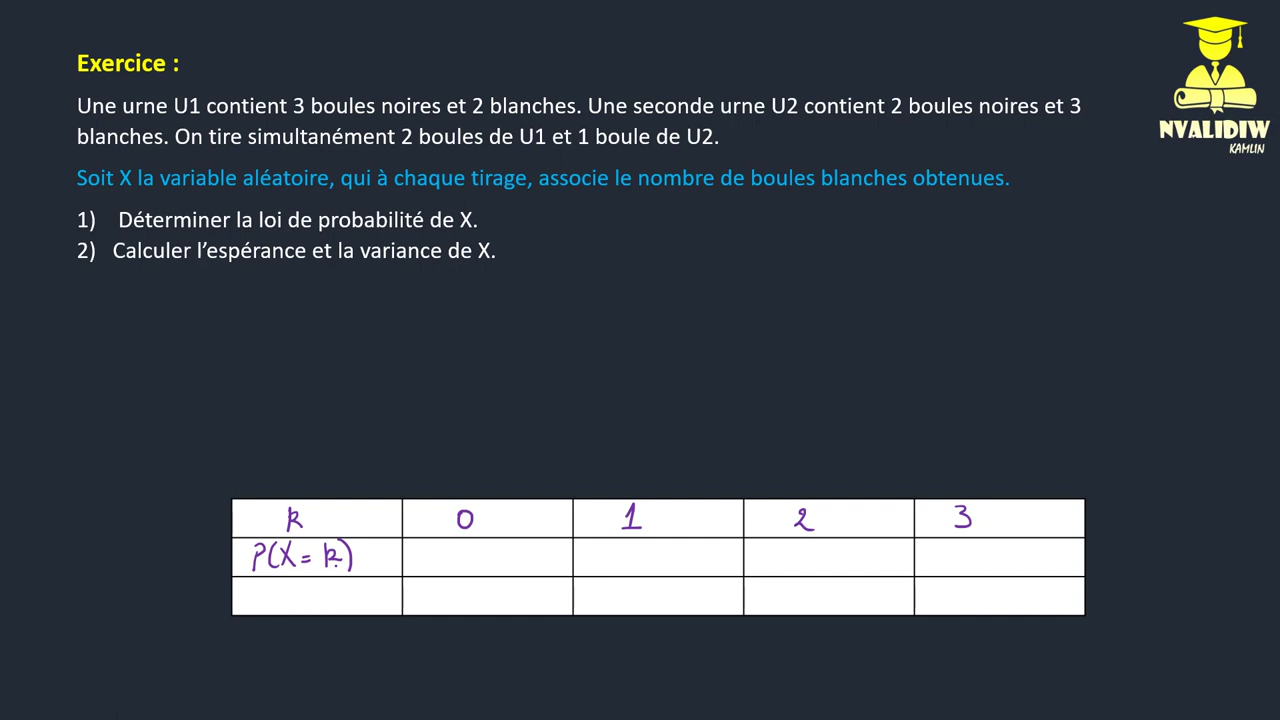 Exercice :
Une urne U1 contient 3 boules noires et 2 blanches. Une seconde urne U2 contient 2 boules noires et 3
blanches. On tire simultanément 2 boules de U1 et 1 boule de U2.
Soit X la variable aléatoire, qui à chaque tirage, associe le nombre de boules blanches obtenues.
1) Déterminer la loi de probabilité de X.
2) Calculer l’espérance et la variance de X.
NVALIDIW
KAMLIN
k 0 1 2 3
P(X = k)